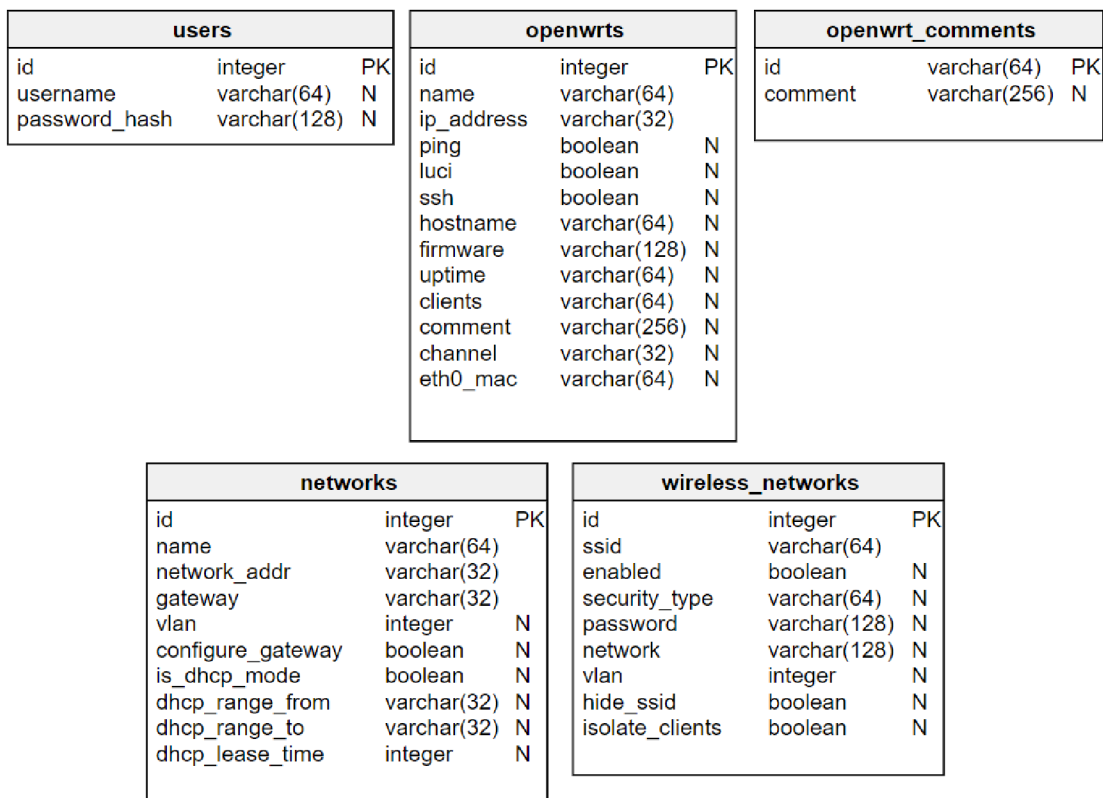 users
id integer PK
username varchar(64) N
password_hash varchar(128) N
openwrts
id integer PK
name varchar(64)
ip_address varchar(32)
ping boolean N
luci boolean N
ssh boolean N
hostname varchar(64) N
firmware varchar(128) N
uptime varchar(64) N
clients varchar(64) N
comment varchar(256) N
channel varchar(32) N
eth0_mac varchar(64) N
openwrt_comments
id varchar(64) PK
comment varchar(256) N
networks
id integer PK
name varchar(64)
network_addr varchar(32)
gateway varchar(32)
vlan integer N
configure_gateway boolean N
is_dhcp_mode boolean N
dhcp_range_from varchar(32) N
dhcp_range_to varchar(32) N
dhcp_lease_time integer N
wireless_networks
id integer PK
ssid varchar(64)
enabled boolean N
security_type varchar(64) N
password varchar(128) N
network varchar(128) N
vlan integer N
hide_ssid boolean N
isolate_clients boolean N